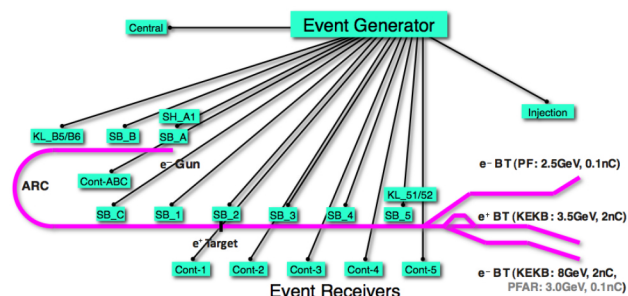 Event Generator
Central
Injection
SH_A1
KL_B5/B6
SB_B
SB_A
e⁻ Gun
e⁻ BT (PF: 2.5GeV, 0.1nC)
ARC
Cont-ABC
KL_51/52
SB_C
SB_1
SB_2
SB_3
SB_4
SB_5
e⁺ BT (KEKB: 3.5GeV, 2nC)
e⁺ Target
Cont-1
Cont-2
Cont-3
Cont-4
Cont-5
e⁻ BT (KEKB: 8GeV, 2nC,
PFAR: 3.0GeV, 0.1nC)
Event Receivers